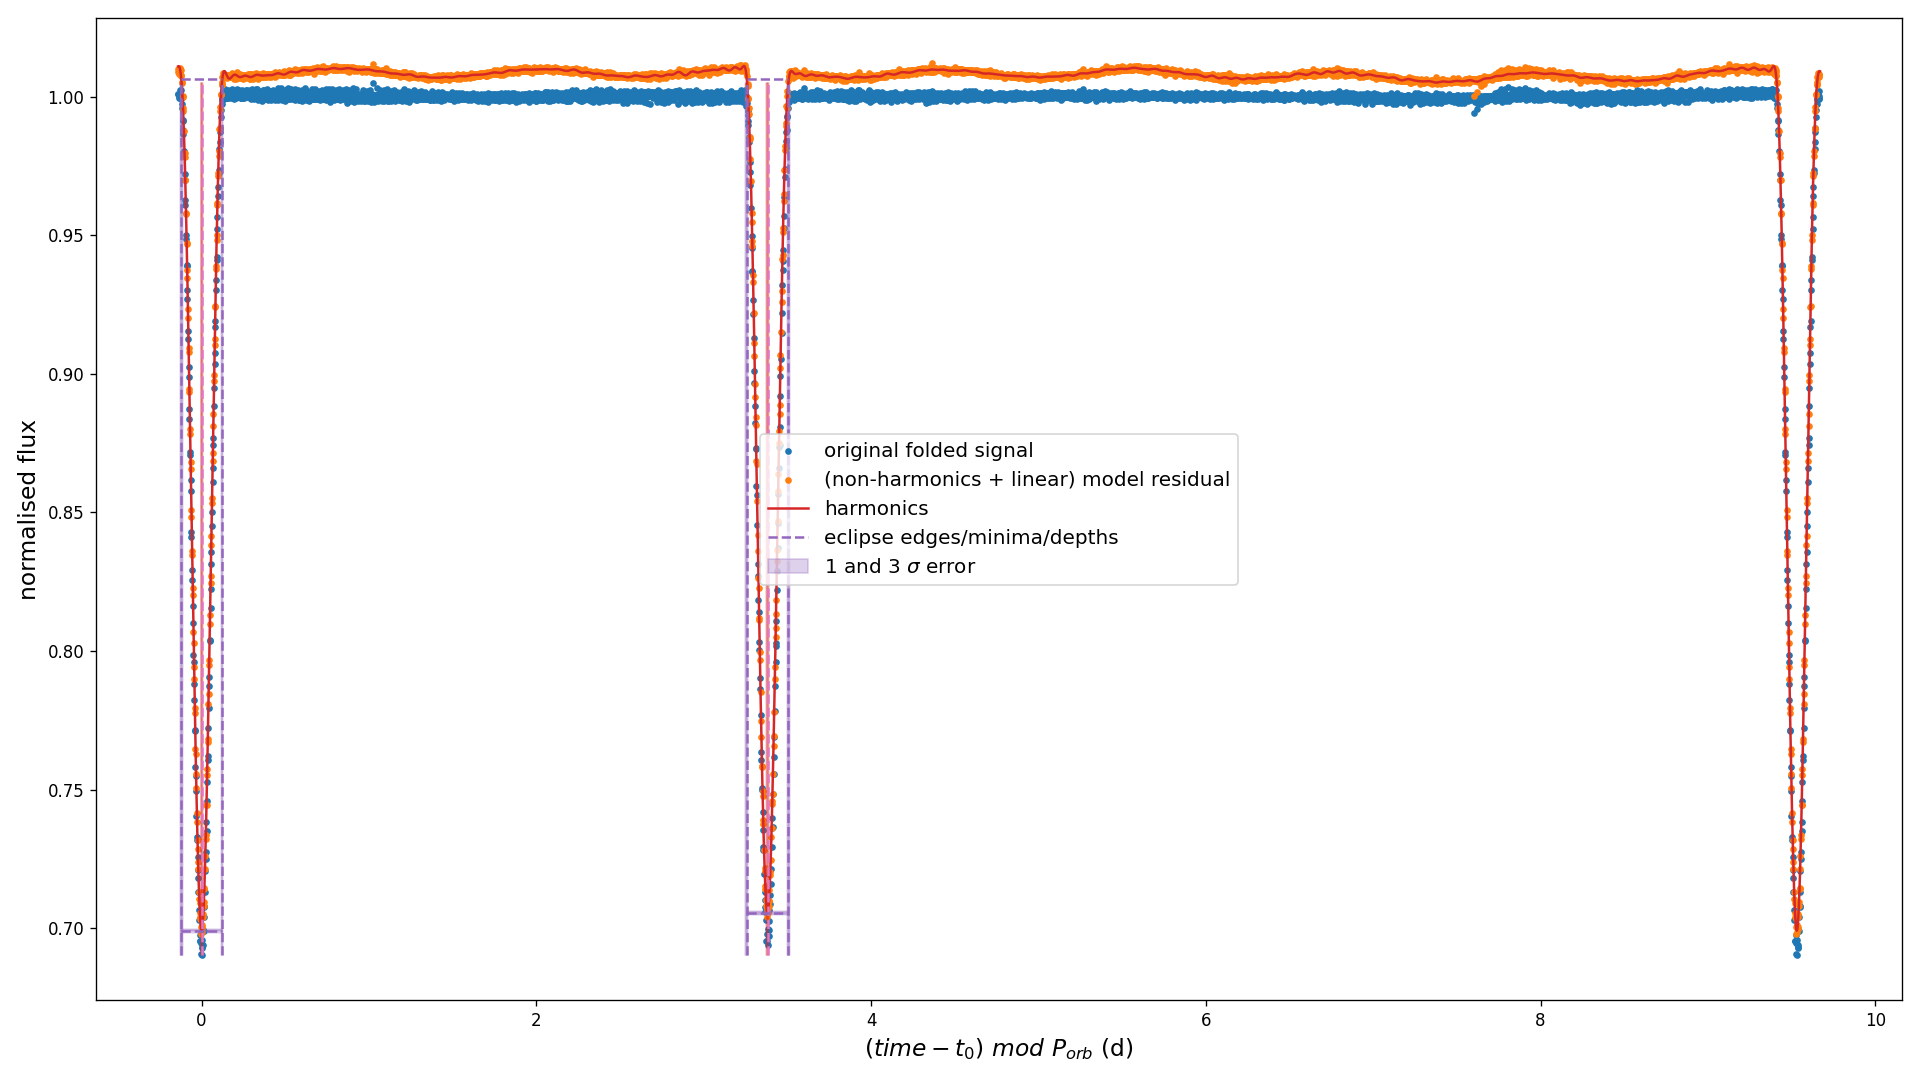 normalised flux
1.00
0.95
0.90
0.85
0.80
0.75
0.70
original folded signal
(non-harmonics + linear) model residual
harmonics
eclipse edges/minima/depths
1 and 3 σ error
0 2 4 6 8 10
(time − t₀) mod Pₒᵣb (d)